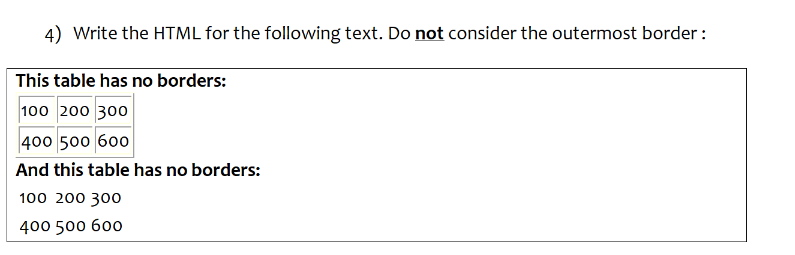 4) Write the HTML for the following text. Do not consider the outermost border :
This table has no borders:
100 200 300
400 500 600
And this table has no borders:
100 200 300
400 500 600